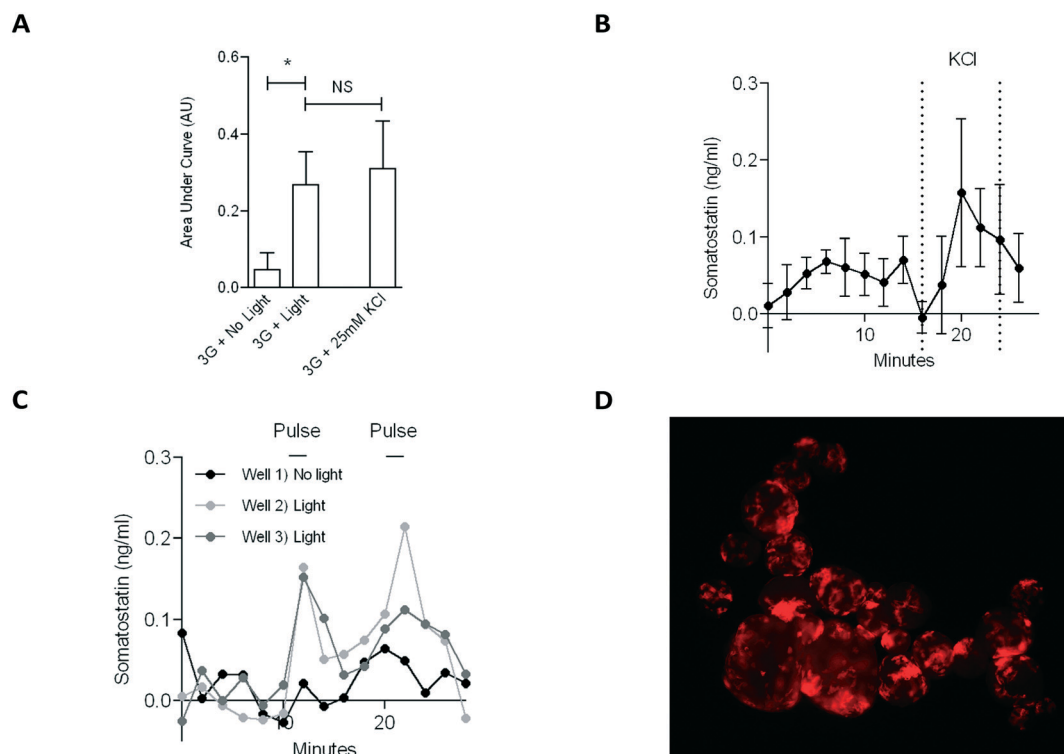 A
0.6
*
NS
Area Under Curve (AU)
0.4
0.2
0.0
3G + No Light
3G + Light
3G + 25mM KCl
B
KCl
0.3
Somatostatin (ng/ml)
0.2
0.1
0.0
10
20
Minutes
C
Pulse
Pulse
0.3
Well 1) No light
Well 2) Light
Well 3) Light
Somatostatin (ng/ml)
0.2
0.1
0.0
10
20
Minutes
D